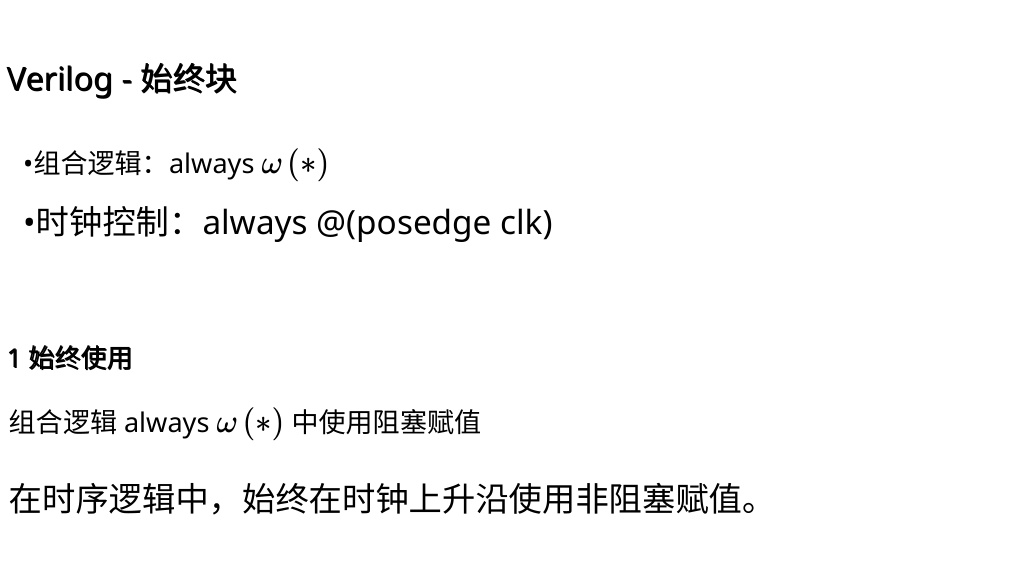 Verilog - 始终块
•组合逻辑：always ω (∗)
•时钟控制：always @(posedge clk)
1 始终使用
组合逻辑 always ω (∗) 中使用阻塞赋值
在时序逻辑中，始终在时钟上升沿使用非阻塞赋值。